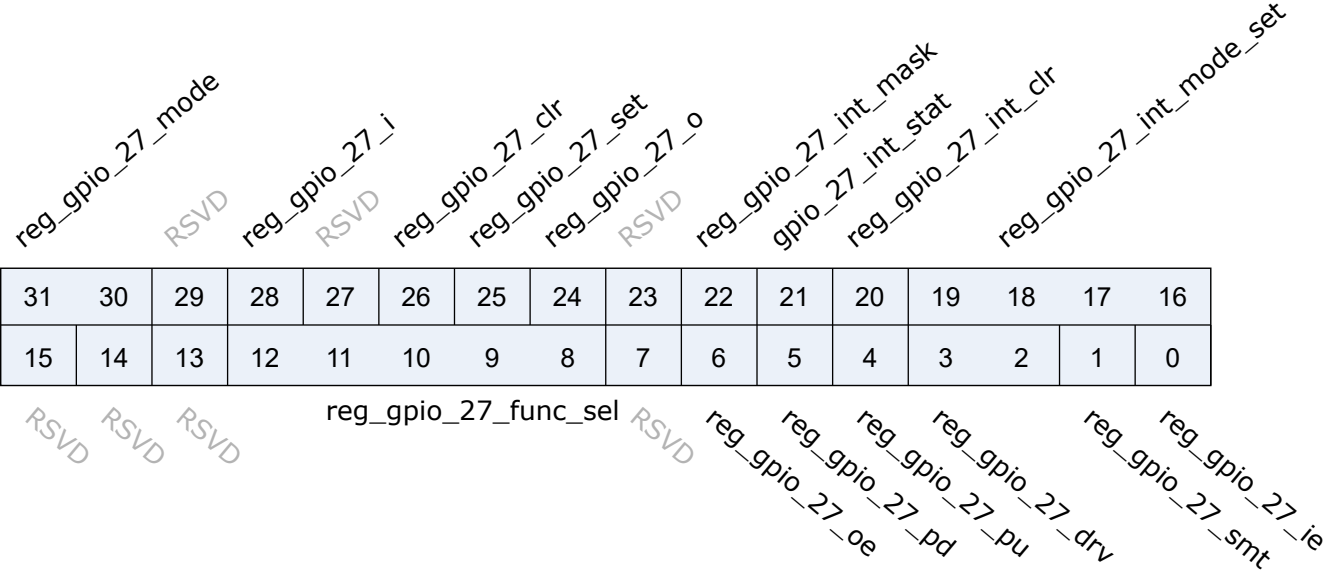 reg_gpio_27_mode
RSVD
reg_gpio_27_i
RSVD
reg_gpio_27_clr
reg_gpio_27_set
reg_gpio_27_o
RSVD
reg_gpio_27_int_mask
gpio_27_int_stat
reg_gpio_27_int_clr
reg_gpio_27_int_mode_set
31 30 29 28 27 26 25 24 23 22 21 20 19 18 17 16
15 14 13 12 11 10 9 8 7 6 5 4 3 2 1 0
RSVD
RSVD
RSVD
reg_gpio_27_func_sel
RSVD
reg_gpio_27_oe
reg_gpio_27_pd
reg_gpio_27_pu
reg_gpio_27_drv
reg_gpio_27_smt
reg_gpio_27_ie